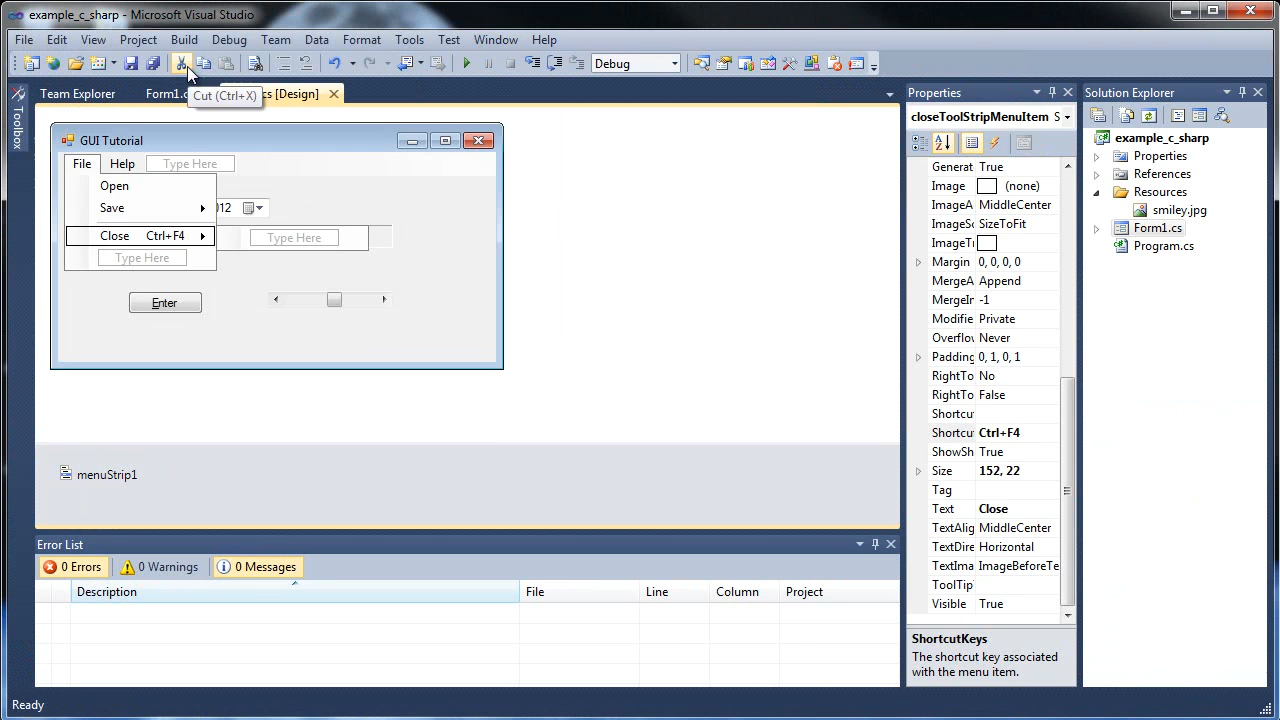 example_c_sharp - Microsoft Visual Studio
File Edit View Project Build Debug Team Data Format Tools Test Window Help
Debug
Team Explorer Form1.c cs [Design]
Cut (Ctrl+X)
Toolbox
GUI Tutorial
File Help Type Here
Open
Save 012
Close Ctrl+F4 Type Here
Type Here
Enter
menuStrip1
Error List
0 Errors 0 Warnings 0 Messages
Description File Line Column Project
Properties
closeToolStripMenuItem S
Generat True
Image (none)
ImageA MiddleCenter
ImageSc SizeToFit
ImageTr
Margin 0, 0, 0, 0
MergeA Append
MergeIn -1
Modifie Private
Overflow Never
Padding 0, 1, 0, 1
RightTo No
RightTo False
Shortcut
Shortcut Ctrl+F4
ShowSh True
Size 152, 22
Tag
Text Close
TextAlig MiddleCenter
TextDire Horizontal
TextIma ImageBeforeTe
ToolTip
Visible True
ShortcutKeys
The shortcut key associated
with the menu item.
Solution Explorer
example_c_sharp
Properties
References
Resources
smiley.jpg
Form1.cs
Program.cs
Ready